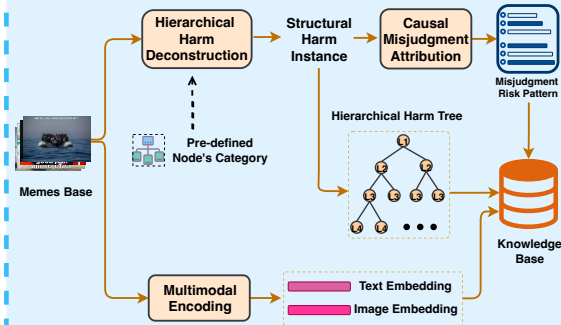 Hierarchical
Harm
Deconstruction
Structural
Harm
Instance
Causal
Misjudgment
Attribution
Misjudgment
Risk Pattern
Hierarchical Harm Tree
Pre-defined
Node's Category
L1
L2
L2
L3
L3
L3
L3
L4
L4
Memes Base
Knowledge
Base
Multimodal
Encoding
Text Embedding
Image Embedding